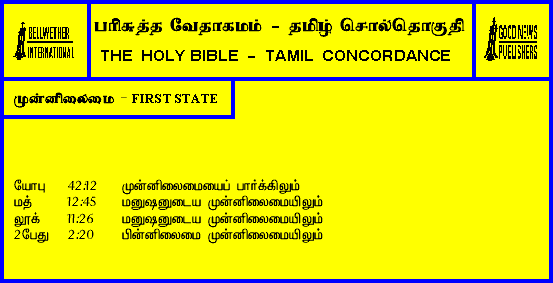 BELLWETHER
INTERNATIONAL
பரிசுத்த வேதாகமம் - தமிழ் சொல்தொகுதி
THE HOLY BIBLE - TAMIL CONCORDANCE
GOOD NEWS
PUBLISHERS
முன்னிலைமை - FIRST STATE
யோபு 42:12 முன்னிலைமையைப் பார்க்கிலும்
மத் 12:45 மனுஷனுடைய முன்னிலைமையிலும்
லூக் 11:26 மனுஷனுடைய முன்னிலைமையிலும்
2பேது 2:20 பின்னிலைமை முன்னிலைமையிலும்